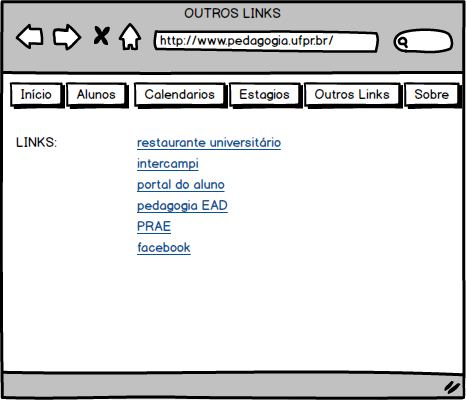 OUTROS LINKS
http://www.pedagogia.ufpr.br/
Início Alunos Calendarios Estagios Outros Links Sobre
LINKS: restaurante universitário
intercampi
portal do aluno
pedagogia EAD
PRAE
facebook